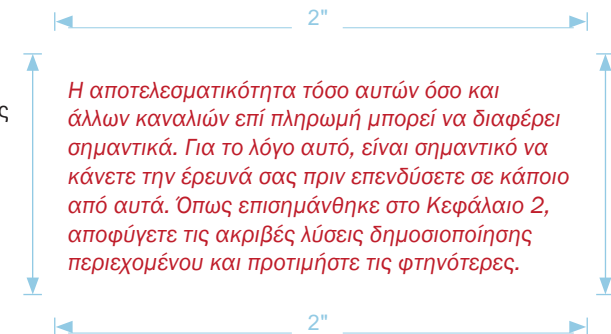 2"
Η αποτελεσματικότητα τόσο αυτών όσο και
ς
άλλων καναλιών επί πληρωμή μπορεί να διαφέρει
σημαντικά. Για το λόγο αυτό, είναι σημαντικό να
κάνετε την έρευνά σας πριν επενδύσετε σε κάποιο
από αυτά. Όπως επισημάνθηκε στο Κεφάλαιο 2,
αποφύγετε τις ακριβές λύσεις δημοσιοποίησης
περιεχομένου και προτιμήστε τις φτηνότερες.
2"